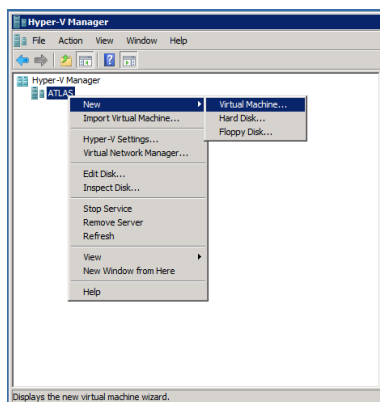 Hyper-V Manager
File Action View Window Help
Hyper-V Manager
ATLAS
New
Virtual Machine...
Import Virtual Machine...
Hard Disk...
Floppy Disk...
Hyper-V Settings...
Virtual Network Manager...
Edit Disk...
Inspect Disk...
Stop Service
Remove Server
Refresh
View
New Window from Here
Help
Displays the new virtual machine wizard.